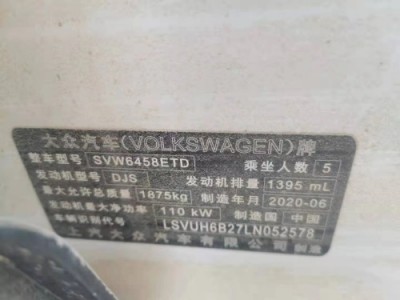 大众汽车(VOLKSWAGEN)牌
整车型号 SVW6458ETD 乘坐人数 5
发动机型号 DJS 发动机排量 1395 mL
最大允许总质量 1875kg 制造年月 2020-06
发动机最大净功率 110 kW 制造国 中国
车辆识别代号 LSVUH6B27LN052578
上汽大众汽车有限公司 制造